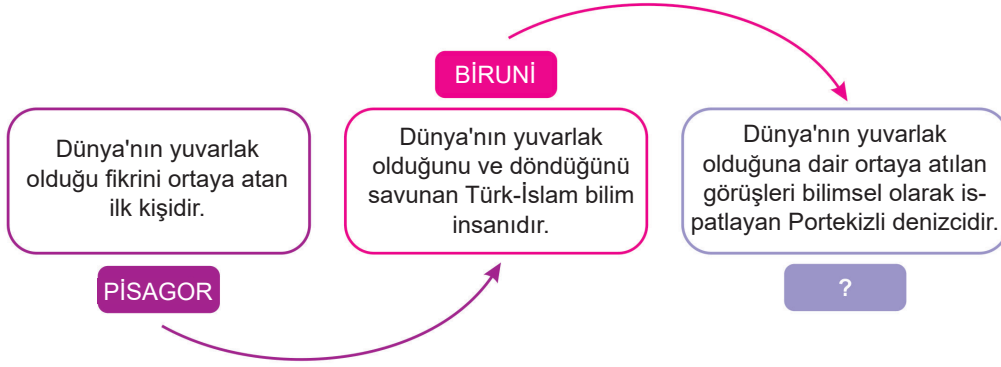 Dünya'nın yuvarlak
olduğu fikrini ortaya atan
ilk kişidir.
PİSAGOR
BİRUNİ
Dünya'nın yuvarlak
olduğunu ve döndüğünü
savunan Türk-İslam bilim
insanıdır.
Dünya'nın yuvarlak
olduğuna dair ortaya atılan
görüşleri bilimsel olarak is-
patlayan Portekizli denizcidir.
?